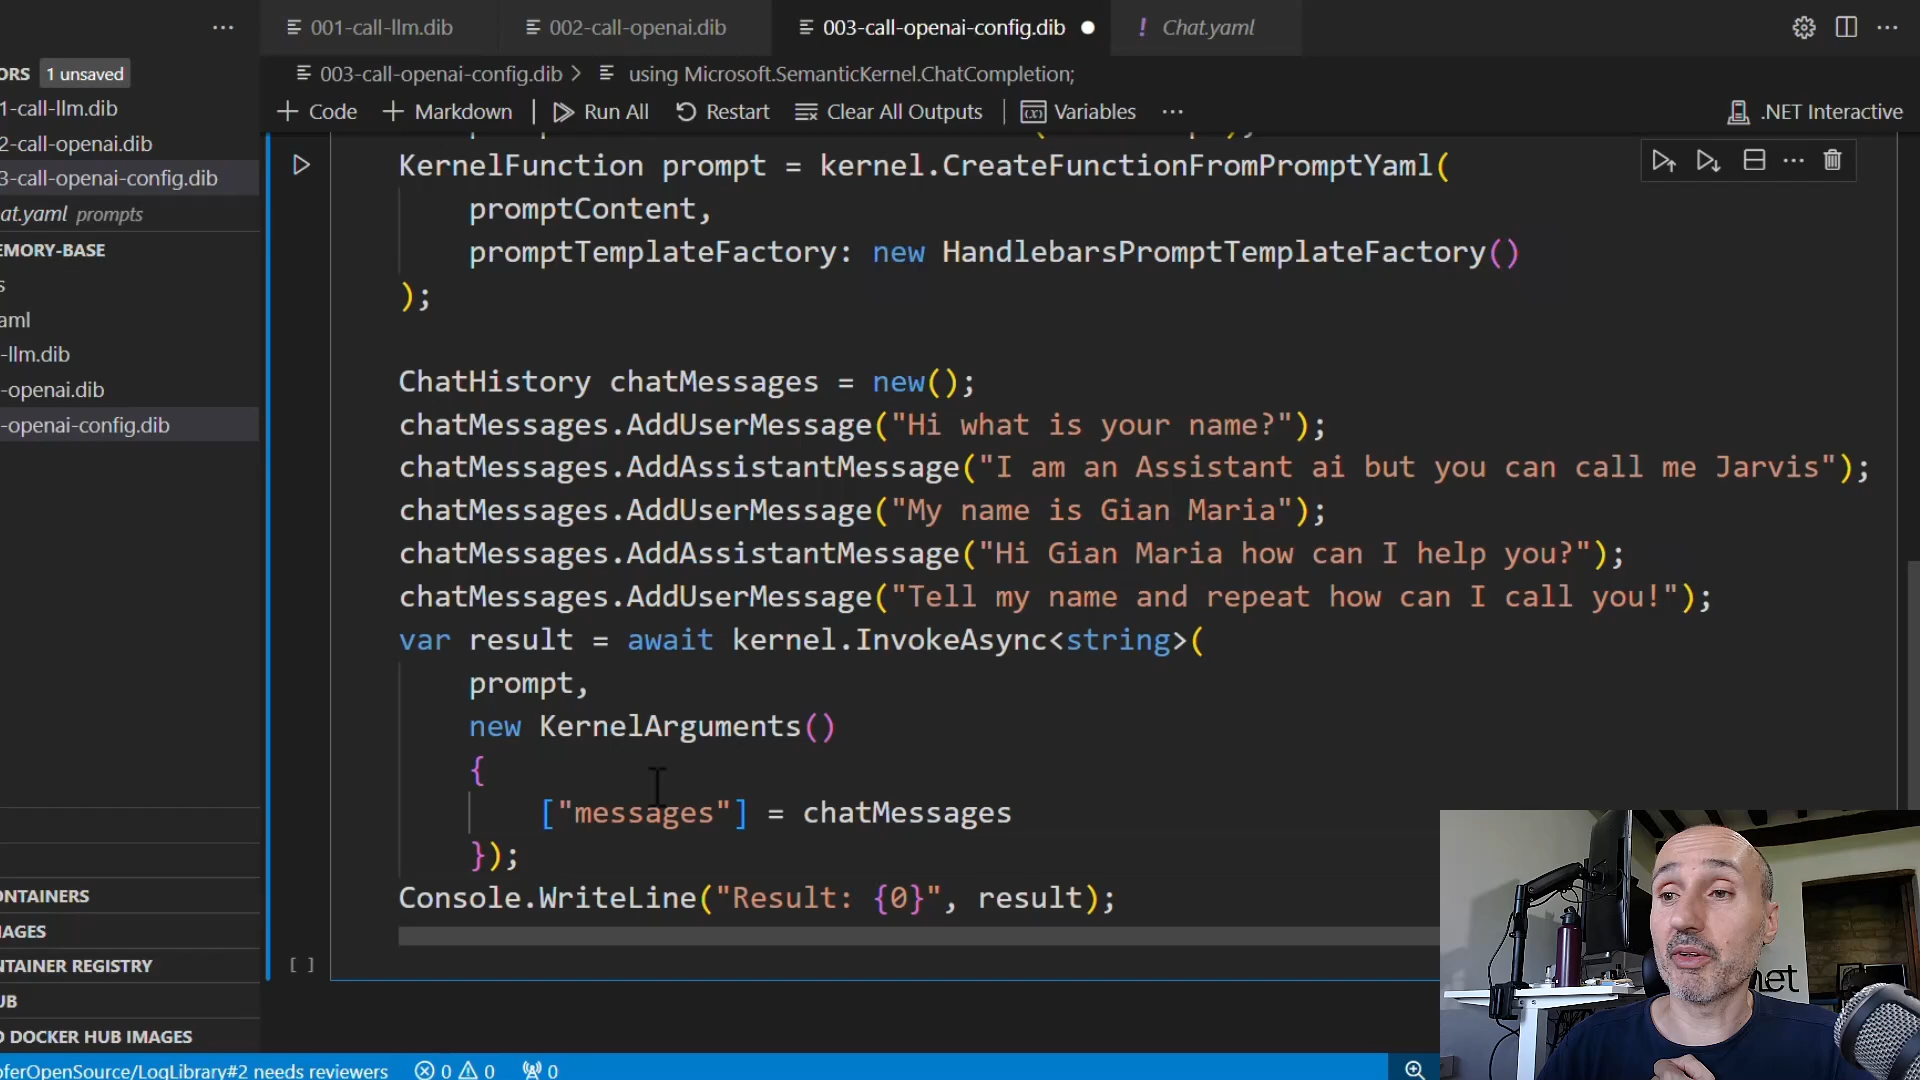 001-call-llm.dib
002-call-openai.dib
003-call-openai-config.dib
! Chat.yaml
ORS 1 unsaved
003-call-openai-config.dib > using Microsoft.SemanticKernel.ChatCompletion;
1-call-llm.dib
+ Code + Markdown Run All Restart Clear All Outputs Variables ... .NET Interactive
2-call-openai.dib
3-call-openai-config.dib
at.yaml prompts
EMORY-BASE
s
aml
-llm.dib
-openai.dib
-openai-config.dib
KernelFunction prompt = kernel.CreateFunctionFromPromptYaml(
promptContent,
promptTemplateFactory: new HandlebarsPromptTemplateFactory()
);
ChatHistory chatMessages = new();
chatMessages.AddUserMessage("Hi what is your name?");
chatMessages.AddAssistantMessage("I am an Assistant ai but you can call me Jarvis");
chatMessages.AddUserMessage("My name is Gian Maria");
chatMessages.AddAssistantMessage("Hi Gian Maria how can I help you?");
chatMessages.AddUserMessage("Tell my name and repeat how can I call you!");
var result = await kernel.InvokeAsync<string>(
prompt,
new KernelArguments()
{
["messages"] = chatMessages
});
Console.WriteLine("Result: {0}", result);
[ ]
ONTAINERS
AGES
NTAINER REGISTRY
UB
D DOCKER HUB IMAGES
oferOpenSource/LogLibrary#2 needs reviewers 0 0 0
net